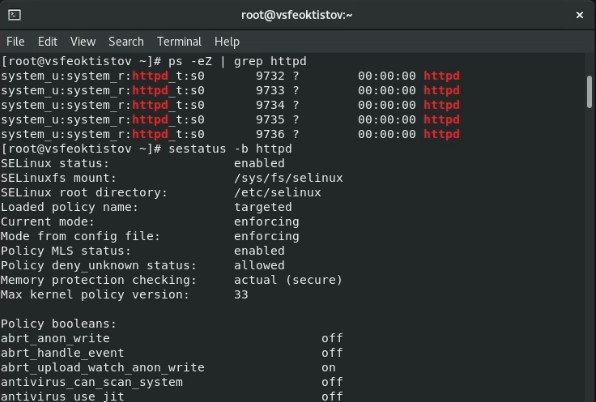 root@vsfeoktistov:~
File Edit View Search Terminal Help
[root@vsfeoktistov ~]# ps -eZ | grep httpd
system_u:system_r:httpd_t:s0 9732 ? 00:00:00 httpd
system_u:system_r:httpd_t:s0 9733 ? 00:00:00 httpd
system_u:system_r:httpd_t:s0 9734 ? 00:00:00 httpd
system_u:system_r:httpd_t:s0 9735 ? 00:00:00 httpd
system_u:system_r:httpd_t:s0 9736 ? 00:00:00 httpd
[root@vsfeoktistov ~]# sestatus -b httpd
SELinux status: enabled
SELinuxfs mount: /sys/fs/selinux
SELinux root directory: /etc/selinux
Loaded policy name: targeted
Current mode: enforcing
Mode from config file: enforcing
Policy MLS status: enabled
Policy deny_unknown status: allowed
Memory protection checking: actual (secure)
Max kernel policy version: 33
Policy booleans:
abrt_anon_write off
abrt_handle_event off
abrt_upload_watch_anon_write on
antivirus_can_scan_system off
antivirus_use_jit off